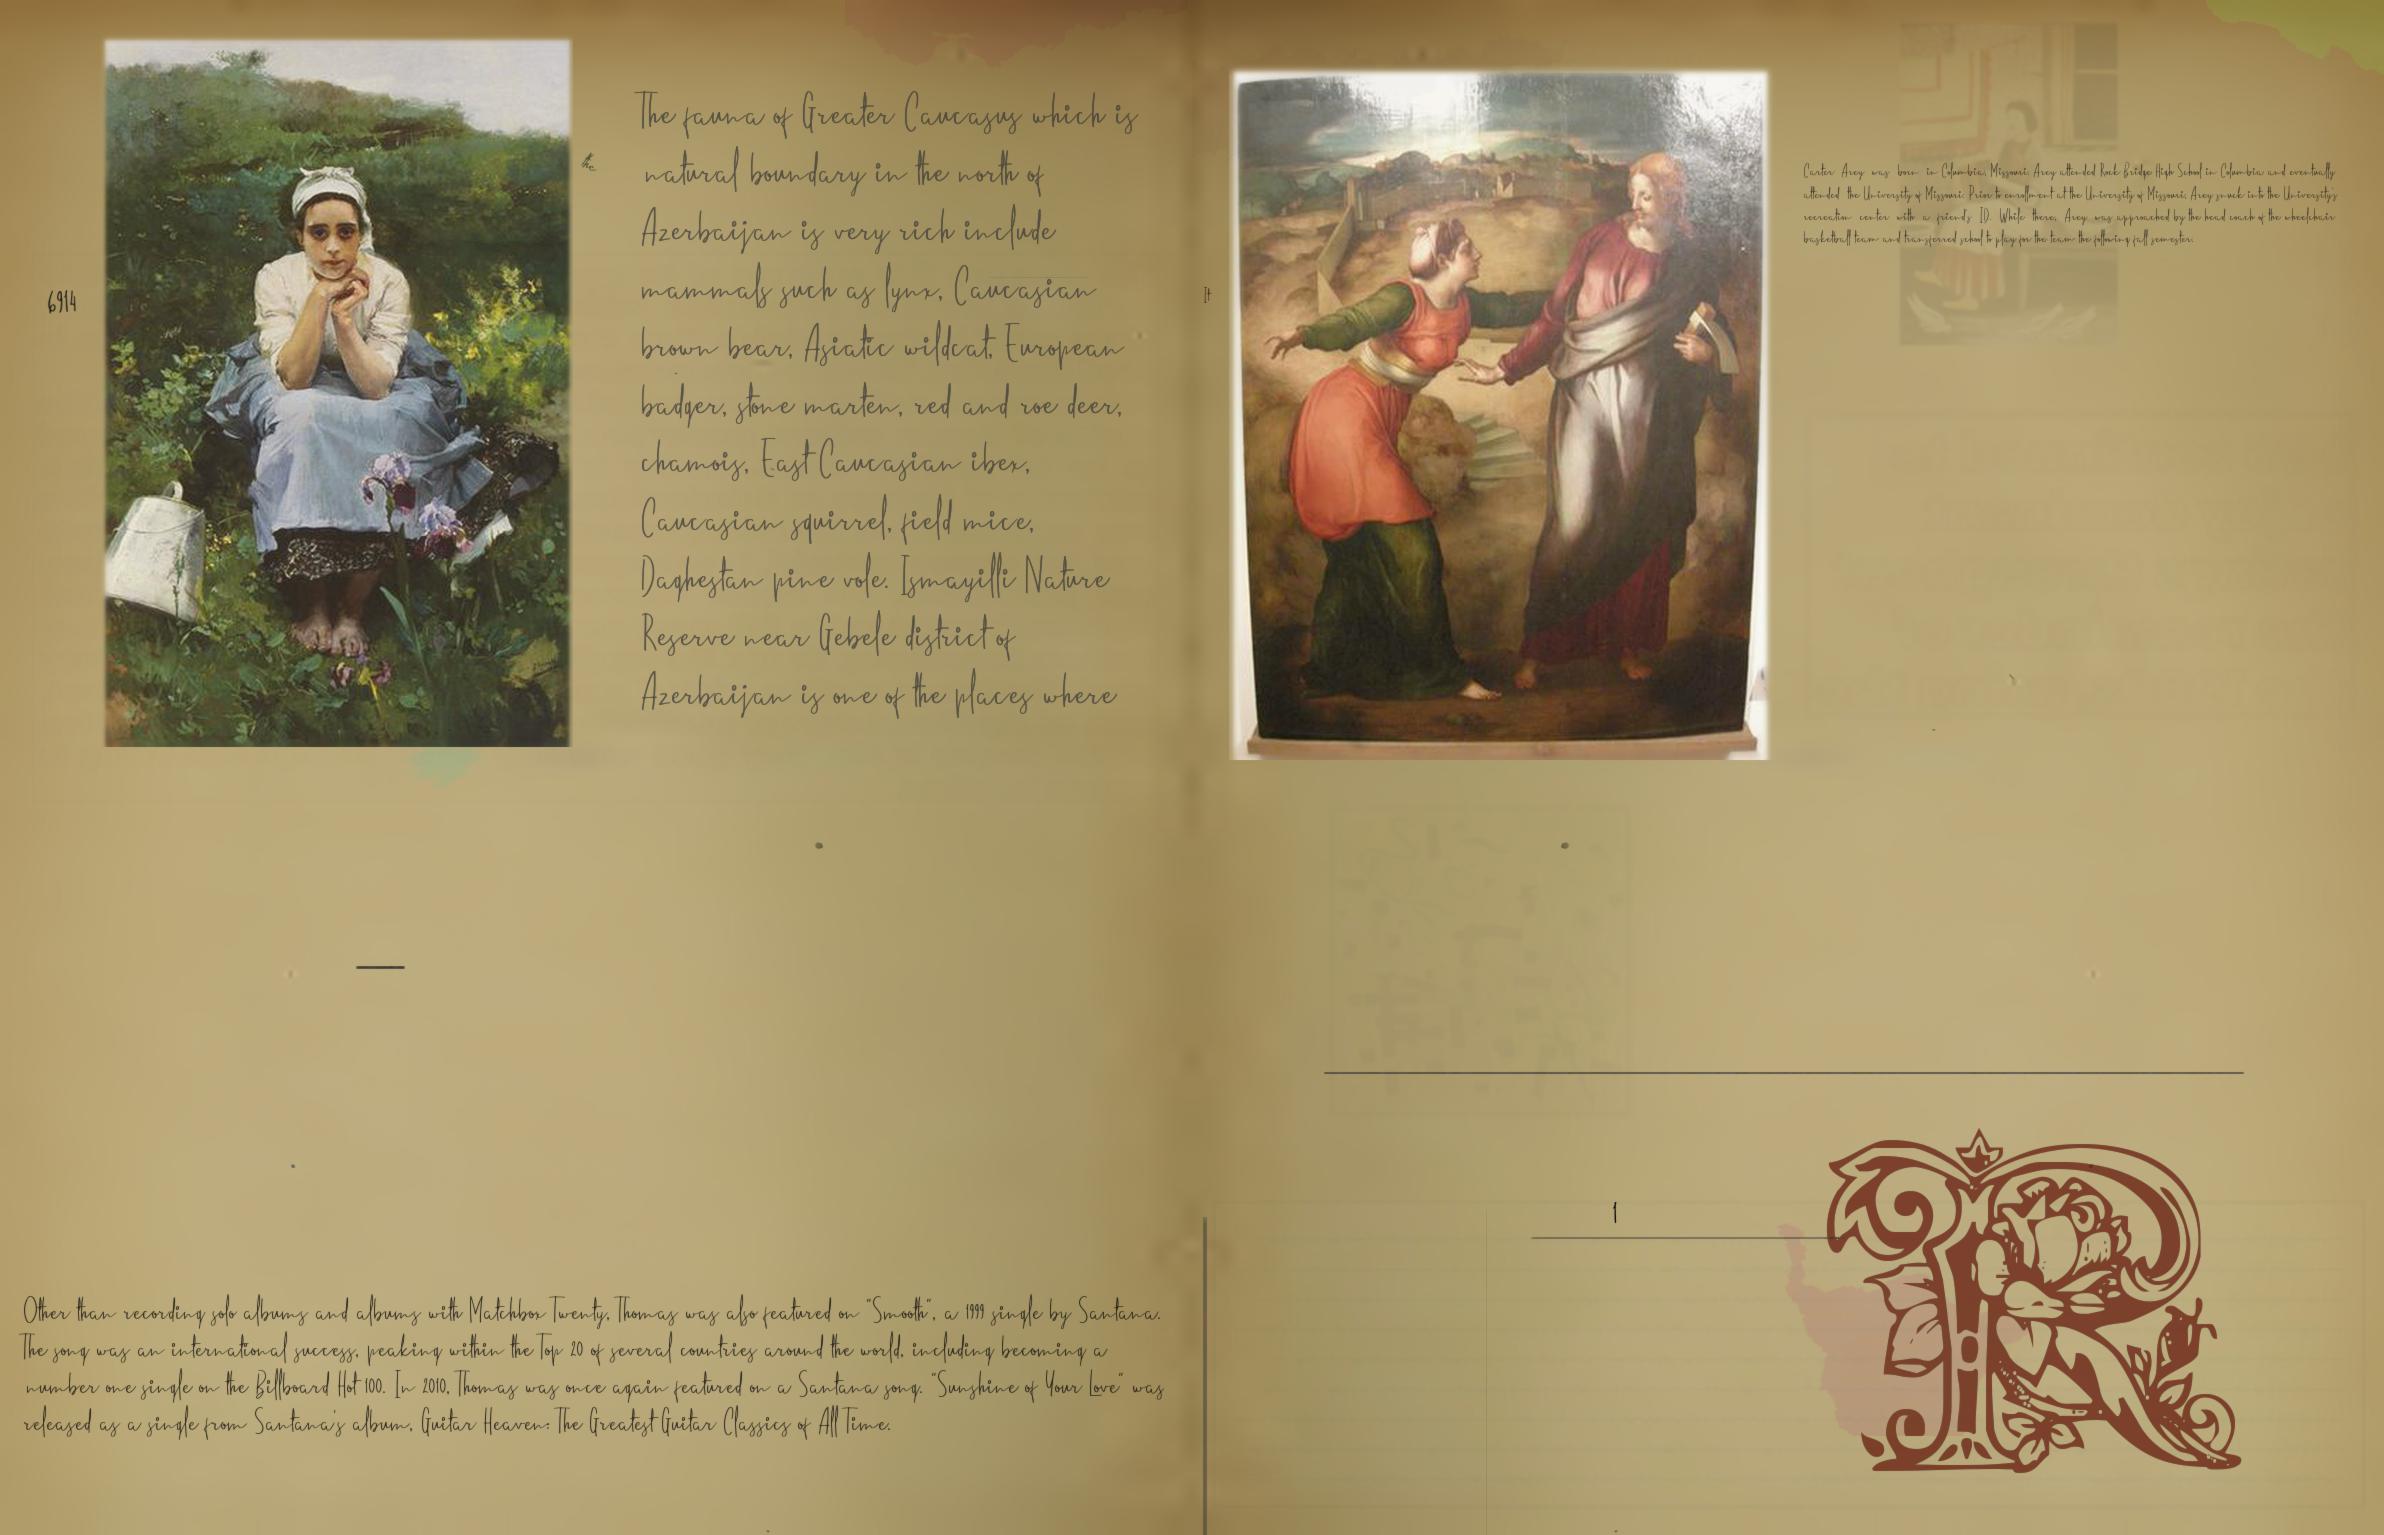 6914
the
The fauna of Greater Caucasus which is
natural boundary in the north of
Azerbaijan is very rich include
mammals such as lynx, Caucasian
brown bear, Asiatic wildcat, European
badger, stone marten, red and roe deer,
chamois, East Caucasian ibex,
Caucasian squirrel, field mice,
Daghestan pine vole. Ismayilli Nature
Reserve near Gebele district of
Azerbaijan is one of the places where
Other than recording solo albums and albums with Matchbox Twenty, Thomas was also featured on "Smooth", a 1999 single by Santana.
The song was an international success, peaking within the Top 20 of several countries around the world, including becoming a
number one single on the Billboard Hot 100. In 2010, Thomas was once again featured on a Santana song. "Sunshine of Your Love" was
released as a single from Santana's album, Guitar Heaven: The Greatest Guitar Classics of All Time.
It
Carter Arey was born in Columbia, Missouri. Arey attended Rock Bridge High School in Columbia and eventually
attended the University of Missouri. Prior to enrollment at the University of Missouri, Arey snuck into the University's
recreation center with a friend's ID. While there, Arey was approached by the head coach of the wheelchair
basketball team and transferred school to play for the team the following fall semester.
1
R